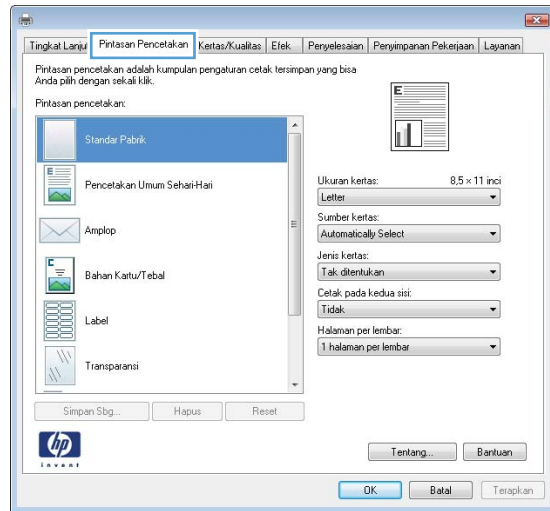 Tingkat Lanju
Pintasan Pencetakan
Kertas/Kualitas
Efek
Penyelesaian
Penyimpanan Pekerjaan
Layanan
Pintasan pencetakan adalah kumpulan pengaturan cetak tersimpan yang bisa
Anda pilih dengan sekali klik.
Pintasan pencetakan:
Standar Pabrik
E
Pencetakan Umum Sehari-Hari
Amplop
Bahan Kartu/Tebal
Label
Transparansi
Simpan Sbg...
Hapus
Reset
E
Ukuran kertas: 8,5 × 11 inci
Letter
Sumber kertas:
Automatically Select
Jenis kertas:
Tak ditentukan
Cetak pada kedua sisi:
Tidak
Halaman per lembar:
1 halaman per lembar
hp
invent
Tentang...
Bantuan
OK
Batal
Terapkan